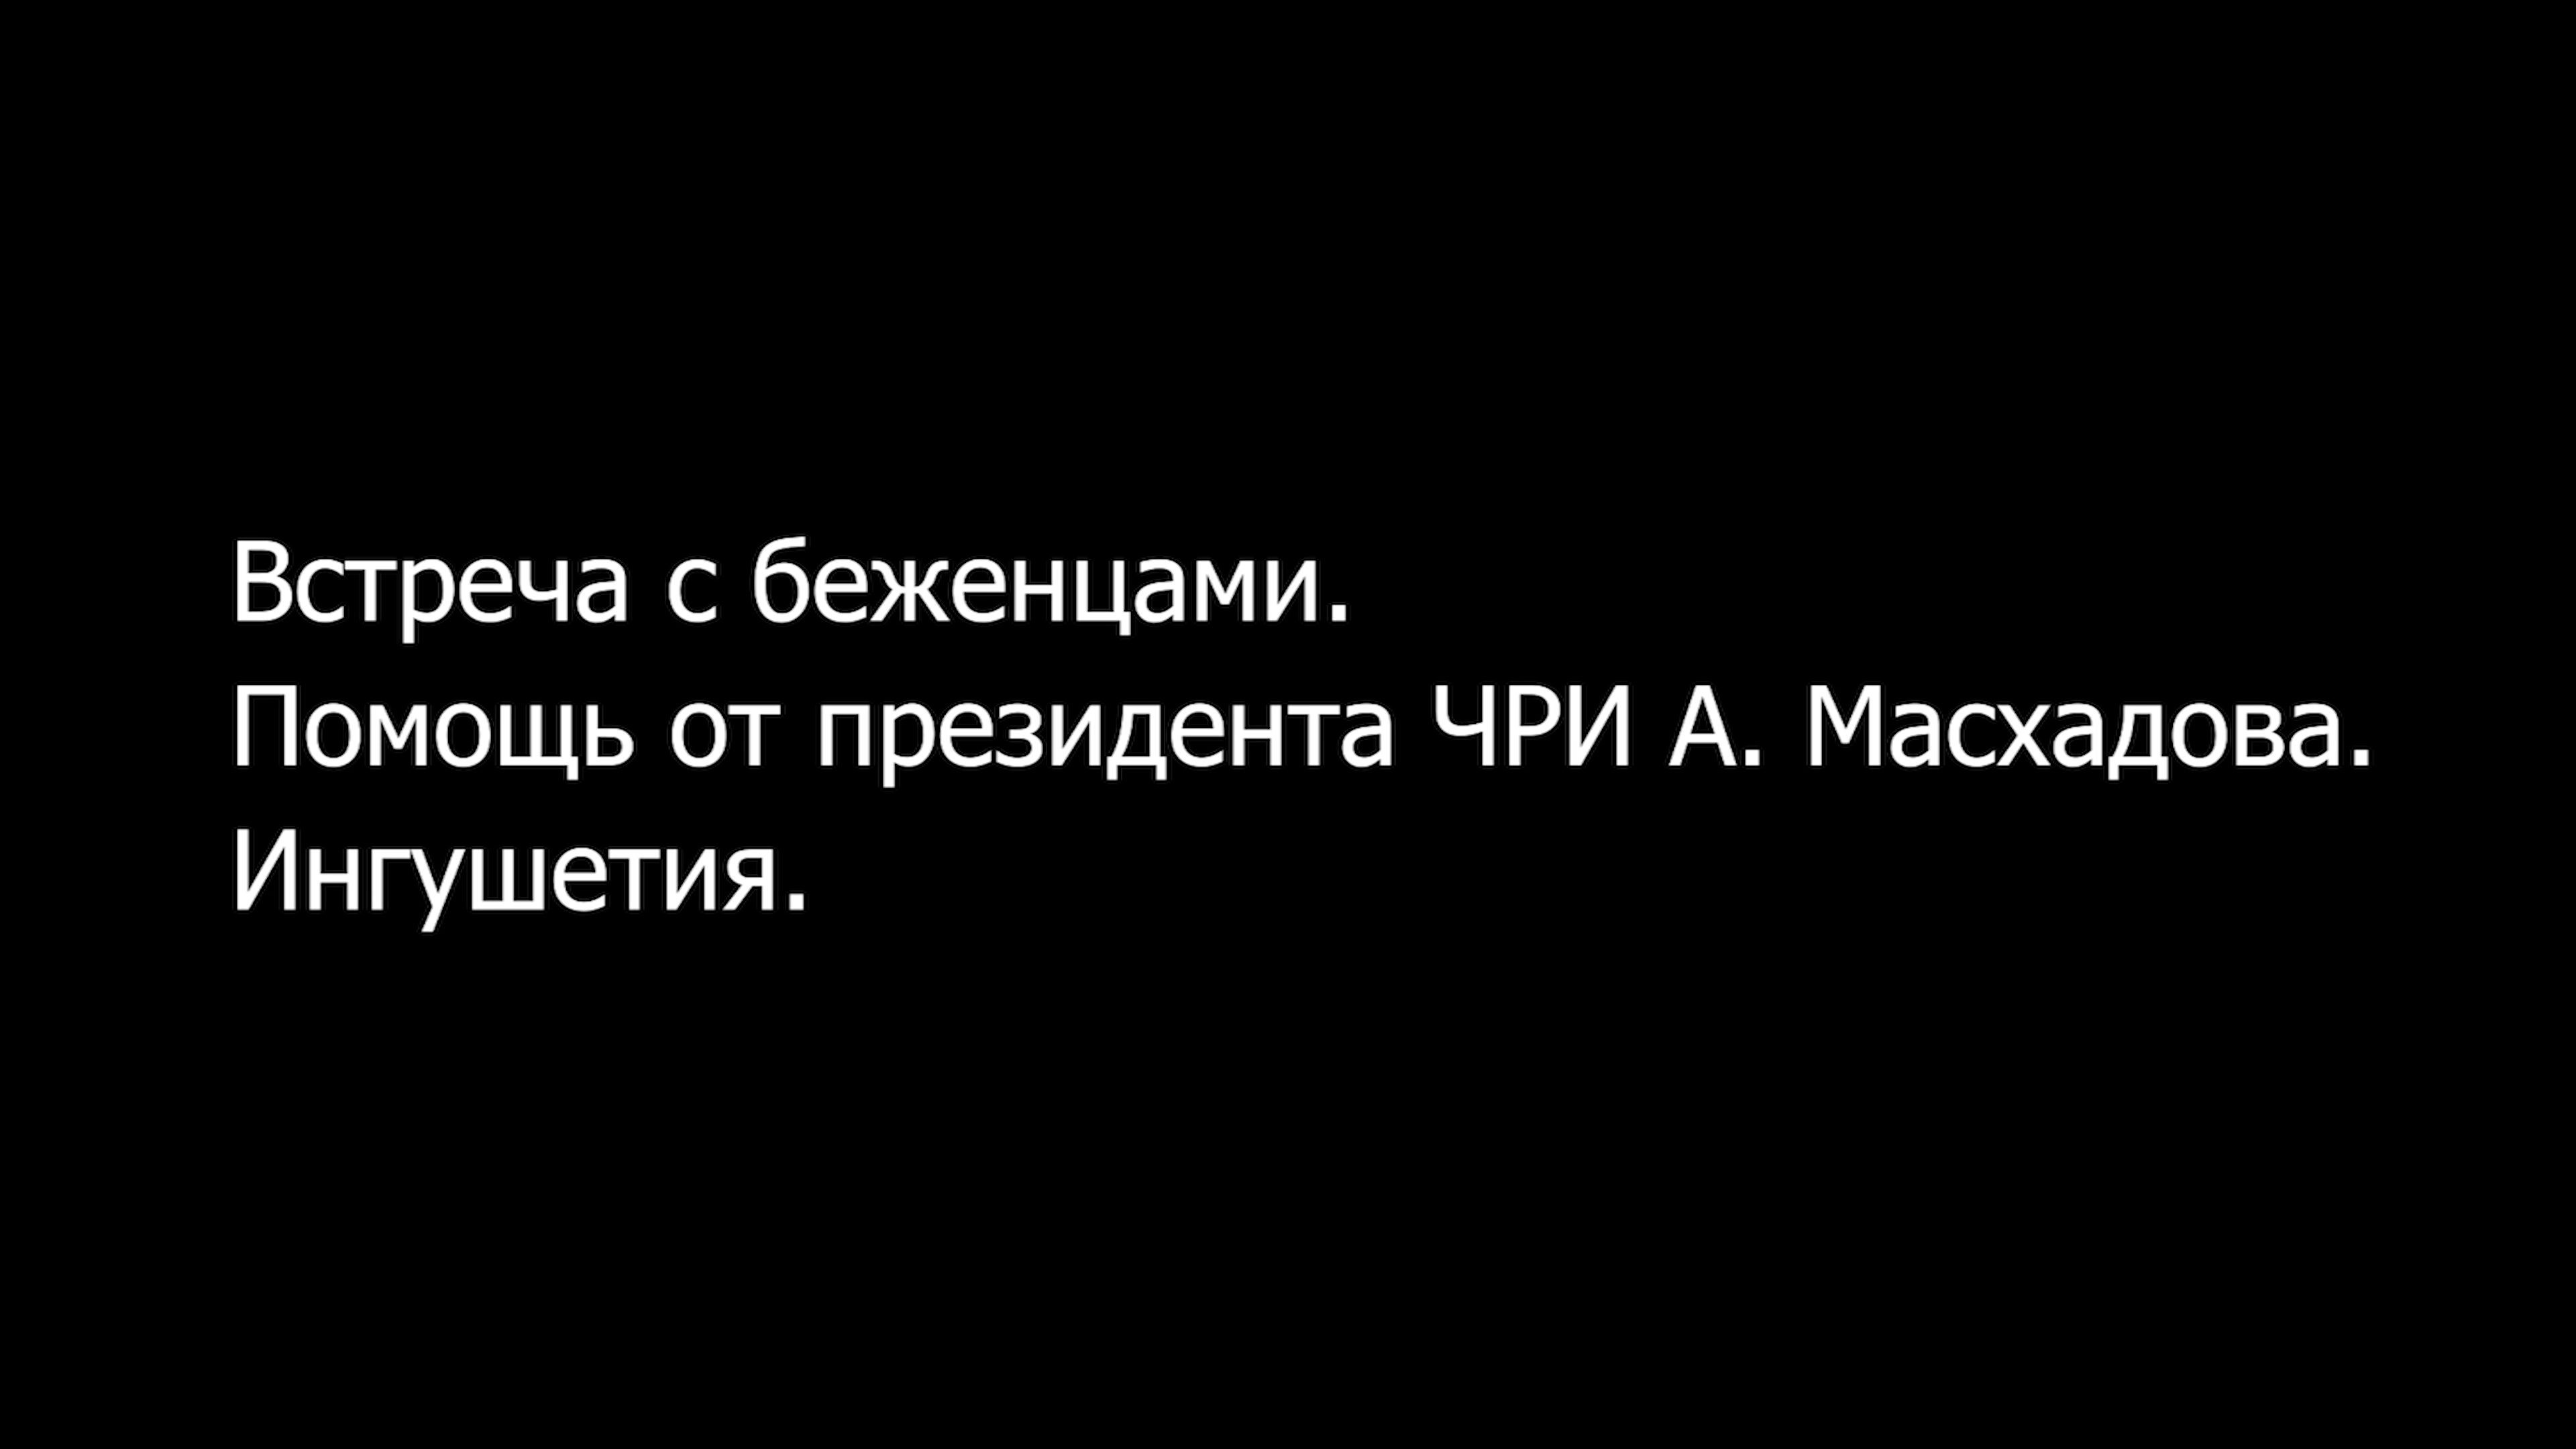 Встреча с беженцами.
Помощь от президента ЧРИ А. Масхадова.
Ингушетия.